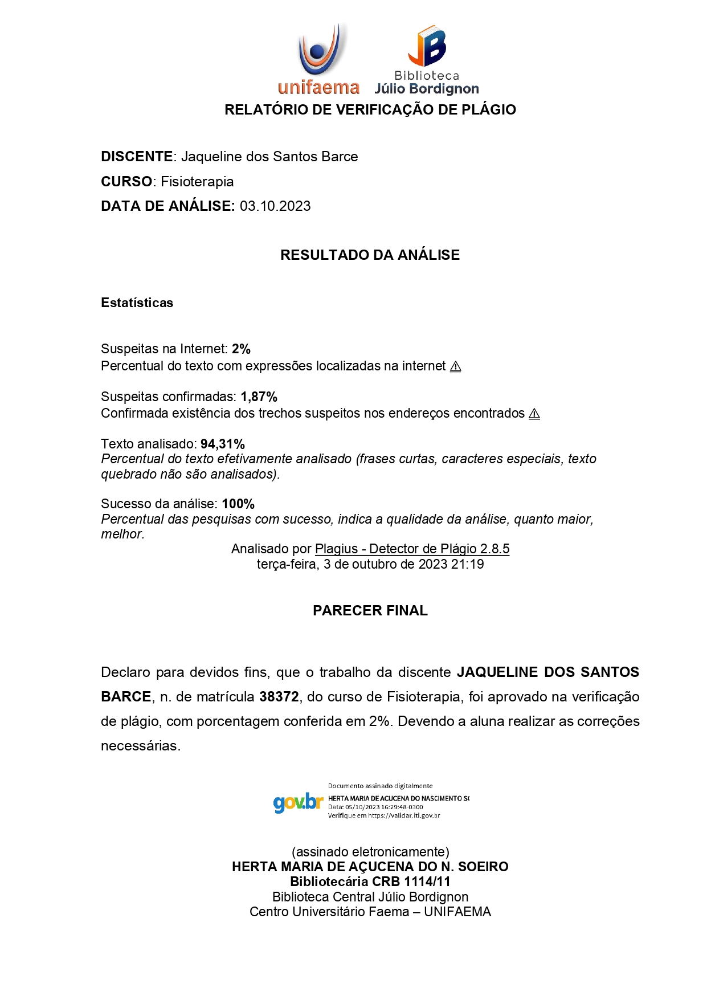 unifaema
Biblioteca
Júlio Bordignon
RELATÓRIO DE VERIFICAÇÃO DE PLÁGIO
DISCENTE: Jaqueline dos Santos Barce
CURSO: Fisioterapia
DATA DE ANÁLISE: 03.10.2023
RESULTADO DA ANÁLISE
Estatísticas
Suspeitas na Internet: 2%
Percentual do texto com expressões localizadas na internet ⚠
Suspeitas confirmadas: 1,87%
Confirmada existência dos trechos suspeitos nos endereços encontrados ⚠
Texto analisado: 94,31%
Percentual do texto efetivamente analisado (frases curtas, caracteres especiais, texto
quebrado não são analisados).
Sucesso da análise: 100%
Percentual das pesquisas com sucesso, indica a qualidade da análise, quanto maior,
melhor.
Analisado por Plagius - Detector de Plágio 2.8.5
terça-feira, 3 de outubro de 2023 21:19
PARECER FINAL
Declaro para devidos fins, que o trabalho da discente JAQUELINE DOS SANTOS
BARCE, n. de matrícula 38372, do curso de Fisioterapia, foi aprovado na verificação
de plágio, com porcentagem conferida em 2%. Devendo a aluna realizar as correções
necessárias.
gov.br
Documento assinado digitalmente
HERTA MARIA DE ACUCENA DO NASCIMENTO SO
Data: 05/10/2023 16:29:48-0300
Verifique em https://validar.iti.gov.br
(assinado eletronicamente)
HERTA MARIA DE AÇUCENA DO N. SOEIRO
Bibliotecária CRB 1114/11
Biblioteca Central Júlio Bordignon
Centro Universitário Faema – UNIFAEMA